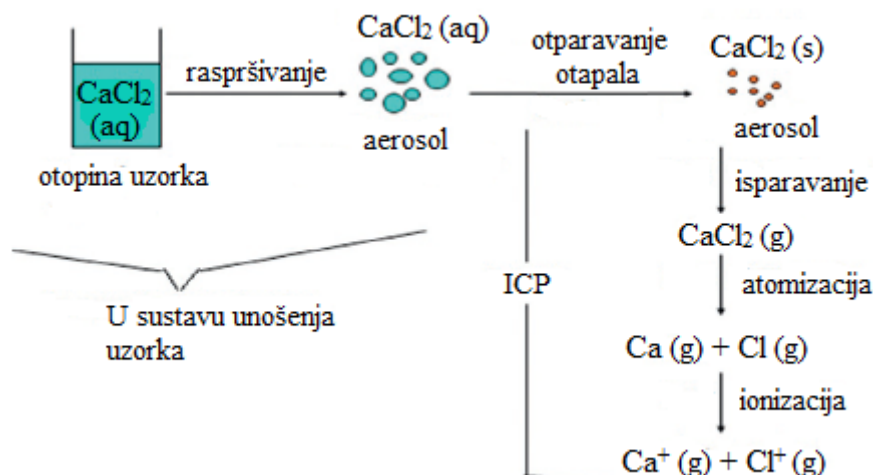 CaCl₂
(aq)
otopina uzorka
raspršivanje
CaCl₂ (aq)
aerosol
otparavanje
otapala
CaCl₂ (s)
aerosol
isparavanje
CaCl₂ (g)
atomizacija
Ca (g) + Cl (g)
ionizacija
Ca⁺ (g) + Cl⁺ (g)
ICP
U sustavu unošenja
uzorka